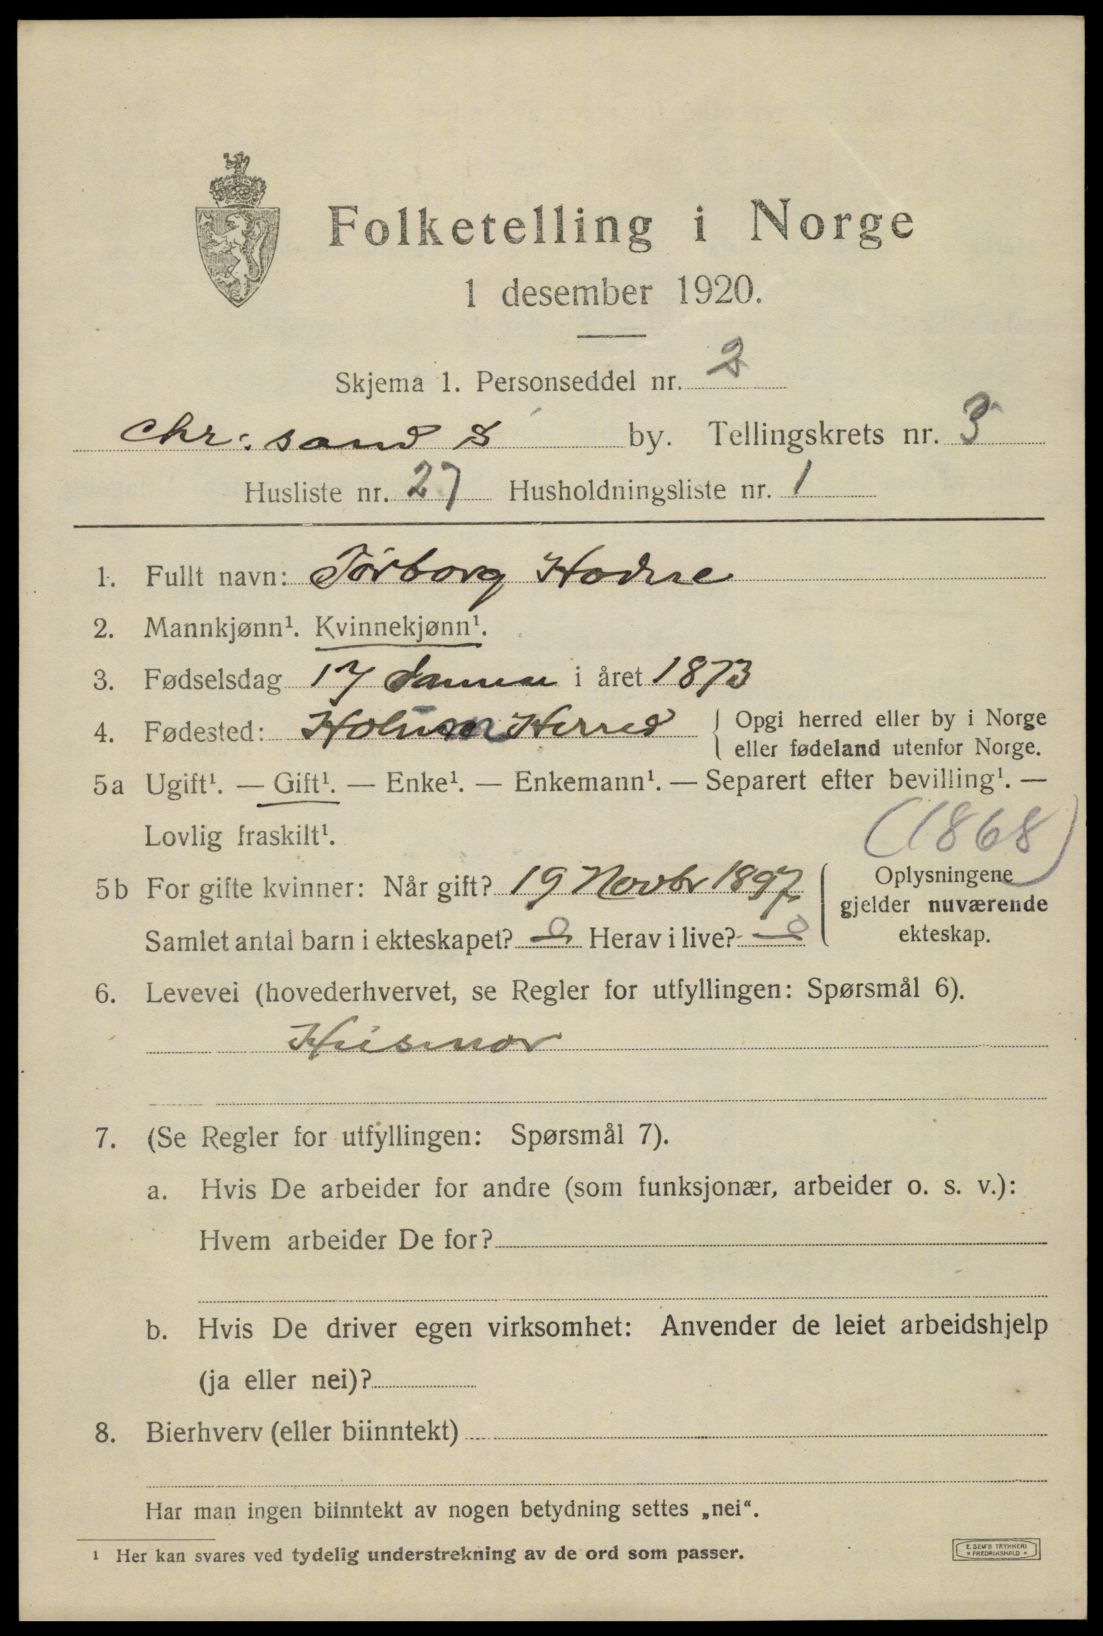 Folketelling i Norge
1 desember 1920.
Skjema 1. Personseddel nr. 2
Chr:sand S by. Tellingskrets nr. 3
Husliste nr. 27 Husholdningsliste nr. 1
1. Fullt navn: Torborg Hodne
2. Mannkjønn¹. Kvinnekjønn¹.
3. Fødselsdag 17 Januar i året 1873
4. Fødested: Holum Herred { Opgi herred eller by i Norge
eller fødeland utenfor Norge.
5a Ugift¹. — Gift¹. — Enke¹. — Enkemann¹. — Separert efter bevilling¹. —
Lovlig fraskilt¹.
(1868)
5b For gifte kvinner: Når gift? 19 Novbr 1897 { Oplysningene
gjelder nuværende
Samlet antal barn i ekteskapet? 0 Herav i live? 0 ekteskap.
6. Levevei (hovederhvervet, se Regler for utfyllingen: Spørsmål 6).
Husmor
7. (Se Regler for utfyllingen: Spørsmål 7).
a. Hvis De arbeider for andre (som funksjonær, arbeider o. s. v.):
Hvem arbeider De for?
b. Hvis De driver egen virksomhet: Anvender de leiet arbeidshjelp
(ja eller nei)?
8. Bierhverv (eller biinntekt)
Har man ingen biinntekt av nogen betydning settes „nei“.
¹ Her kan svares ved tydelig understrekning av de ord som passer.
E. SEM'S TRYKKERI
• FREDRIKSHALD •